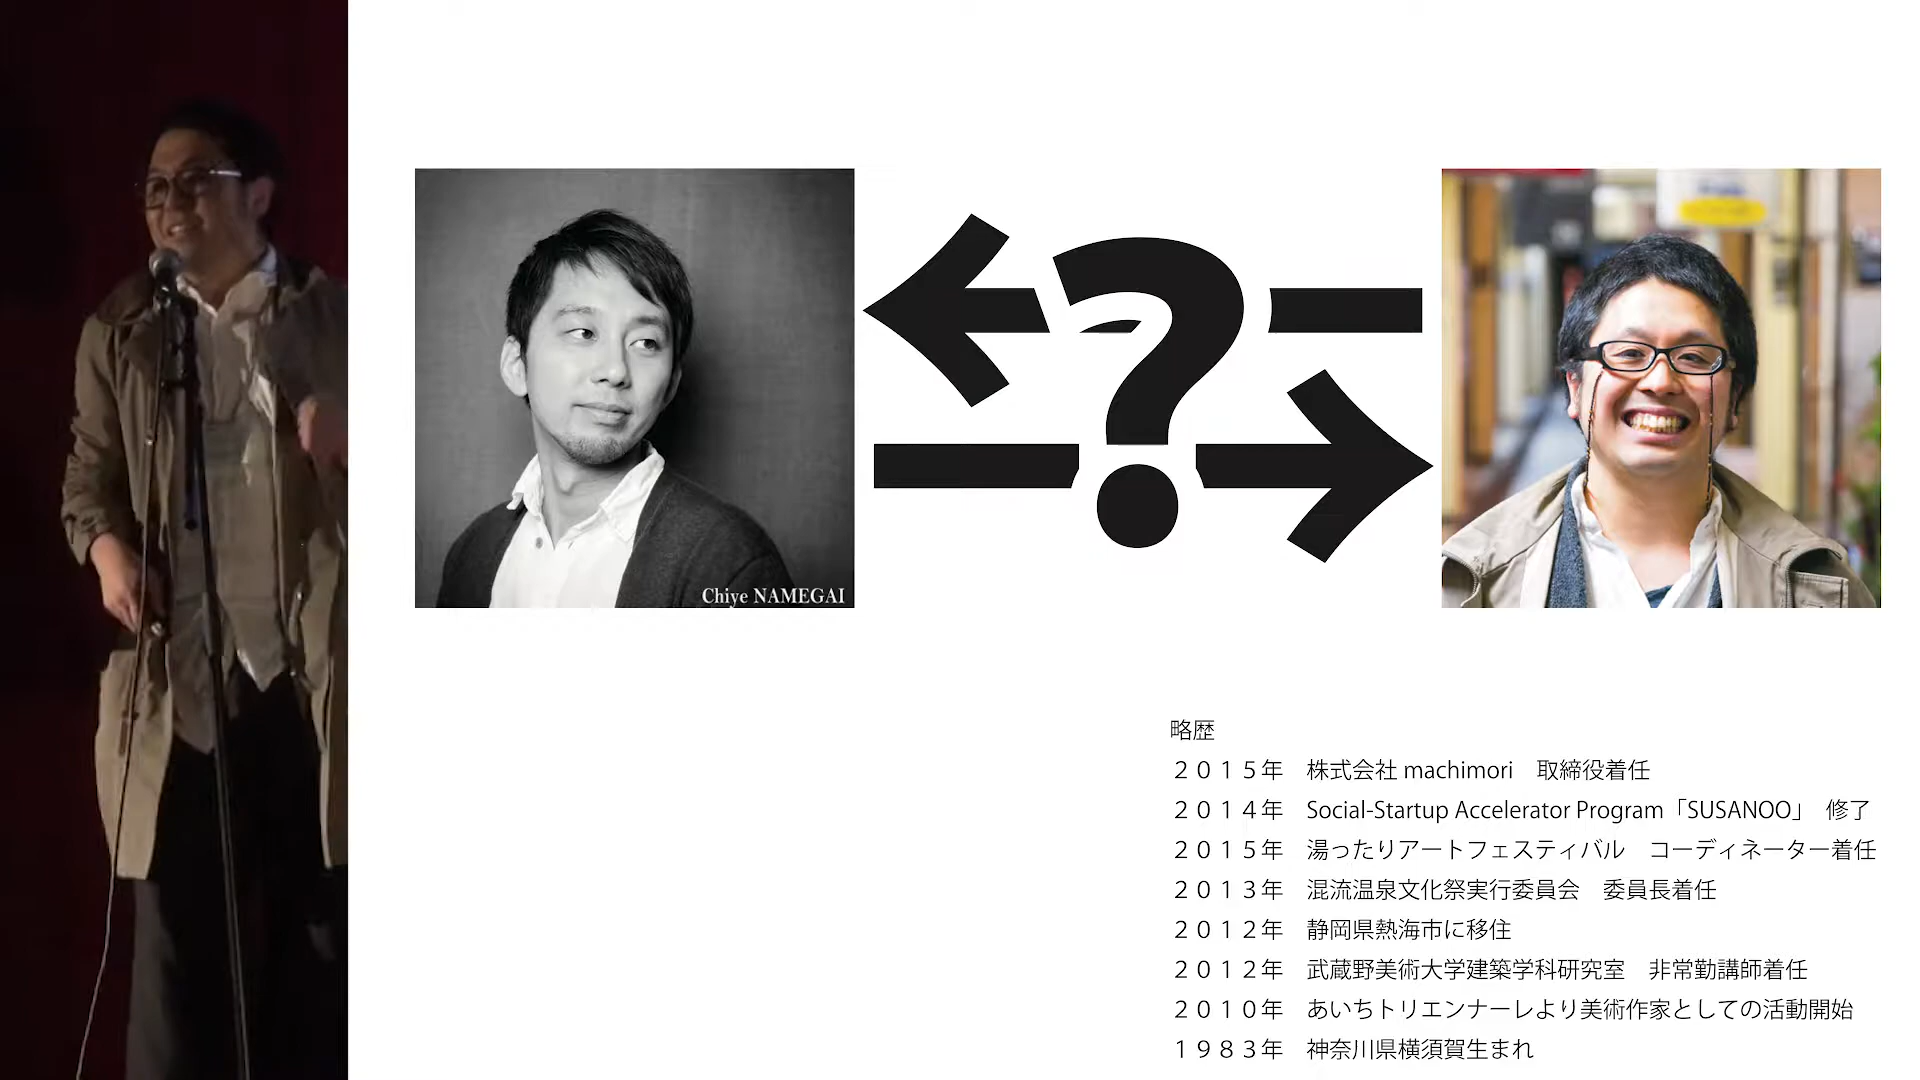 Chiye NAMEGAI
略歴
２０１５年　株式会社 machimori　取締役着任
２０１４年　Social-Startup Accelerator Program「SUSANOO」 修了
２０１５年　湯ったりアートフェスティバル　コーディネーター着任
２０１３年　混流温泉文化祭実行委員会　委員長着任
２０１２年　静岡県熱海市に移住
２０１２年　武蔵野美術大学建築学科研究室　非常勤講師着任
２０１０年　あいちトリエンナーレより美術作家としての活動開始
１９８３年　神奈川県横須賀生まれ